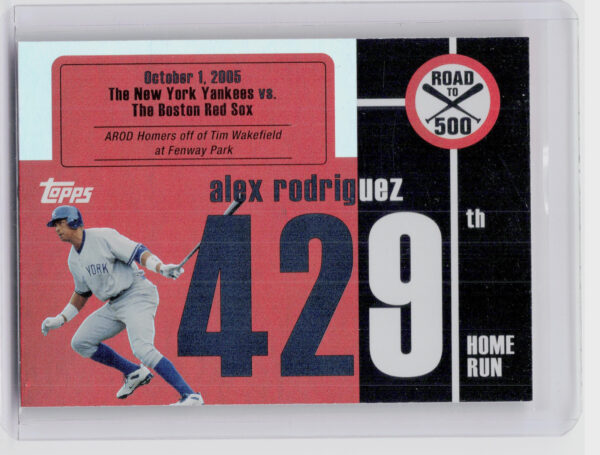 October 1, 2005
The New York Yankees vs.
The Boston Red Sox
AROD Homers off of Tim Wakefield
at Fenway Park
ROAD
TO
500
topps
alex rodriguez
429
th
HOME
RUN
YORK